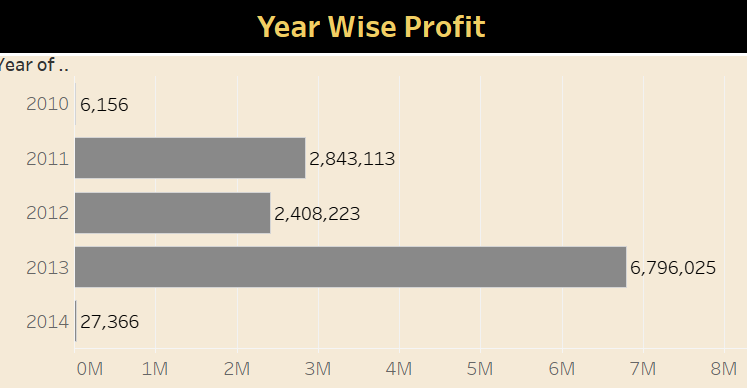 Year Wise Profit
Year of ..
2010 6,156
2011 2,843,113
2012 2,408,223
2013 6,796,025
2014 27,366
0M 1M 2M 3M 4M 5M 6M 7M 8M